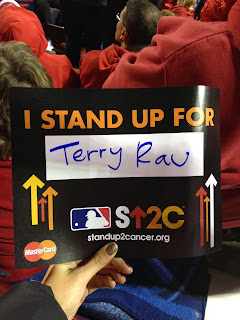 I STAND UP FOR
Terry Rau
SU2C
standup2cancer.org
MasterCard